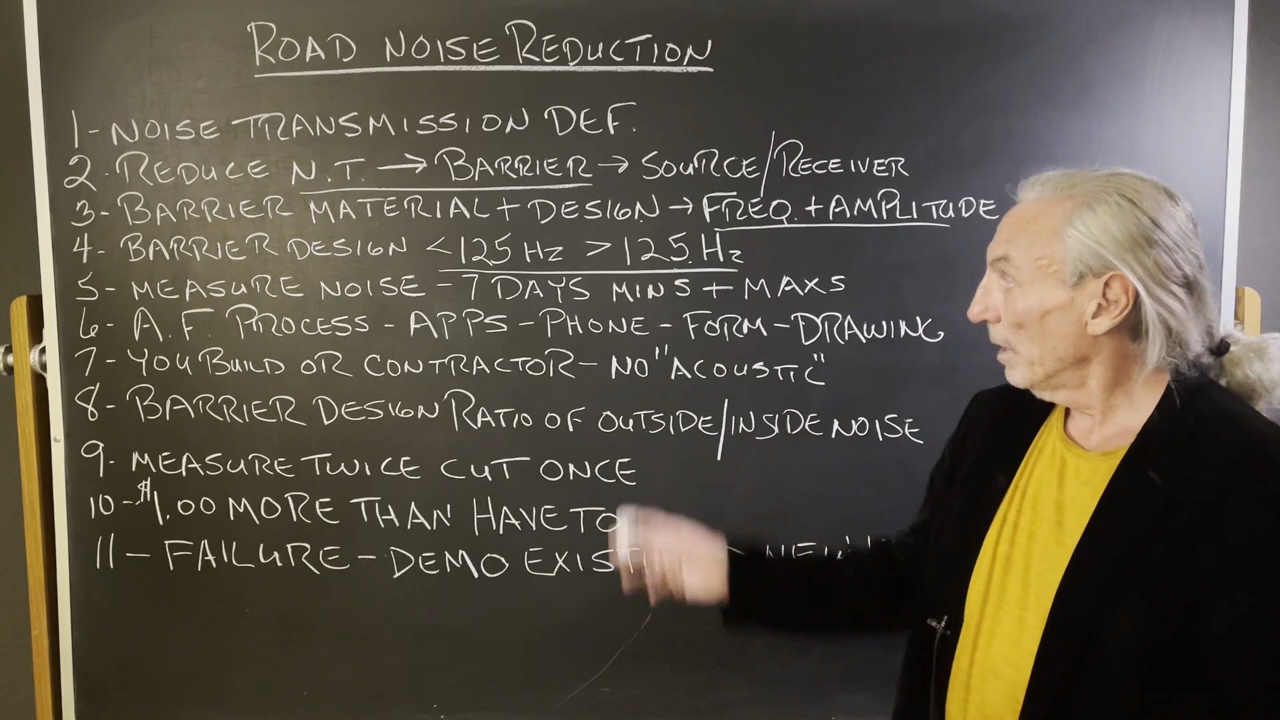 ROAD NOISE REDUCTION
1- NOISE TRANSMISSION DEF.
2- REDUCE N.T. → BARRIER → SOURCE/RECEIVER
3- BARRIER MATERIAL + DESIGN → FREQ. + AMPLITUDE
4- BARRIER DESIGN < 125 Hz > 125 Hz
5- MEASURE NOISE - 7 DAYS MINS + MAXS
6- A.F. PROCESS - APPS - PHONE - FORM - DRAWING
7- YOU BUILD OR CONTRACTOR - NO "ACOUSTIC"
8- BARRIER DESIGN RATIO OF OUTSIDE/INSIDE NOISE
9- MEASURE TWICE CUT ONCE
10- $1.00 MORE THAN HAVE TO
11- FAILURE - DEMO